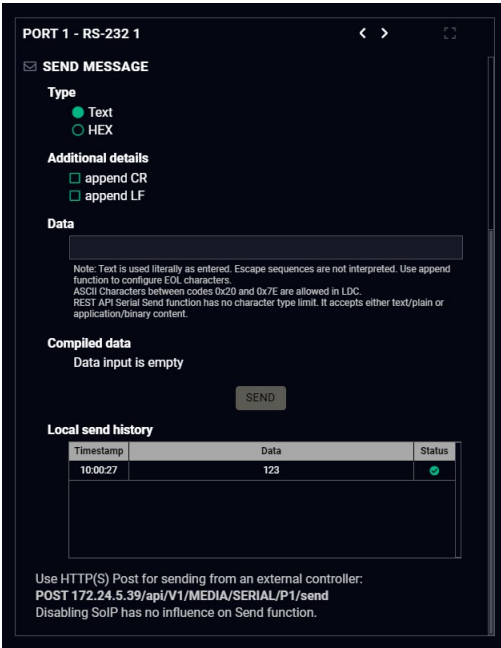 PORT 1 - RS-232 1
SEND MESSAGE
Type
Text
HEX
Additional details
append CR
append LF
Data
Note: Text is used literally as entered. Escape sequences are not interpreted. Use append
function to configure EOL characters.
ASCII Characters between codes 0x20 and 0x7E are allowed in LDC.
REST API Serial Send function has no character type limit. It accepts either text/plain or
application/binary content.
Compiled data
Data input is empty
SEND
Local send history
Timestamp Data Status
10:00:27 123
Use HTTP(S) Post for sending from an external controller:
POST 172.24.5.39/api/V1/MEDIA/SERIAL/P1/send
Disabling SoIP has no influence on Send function.